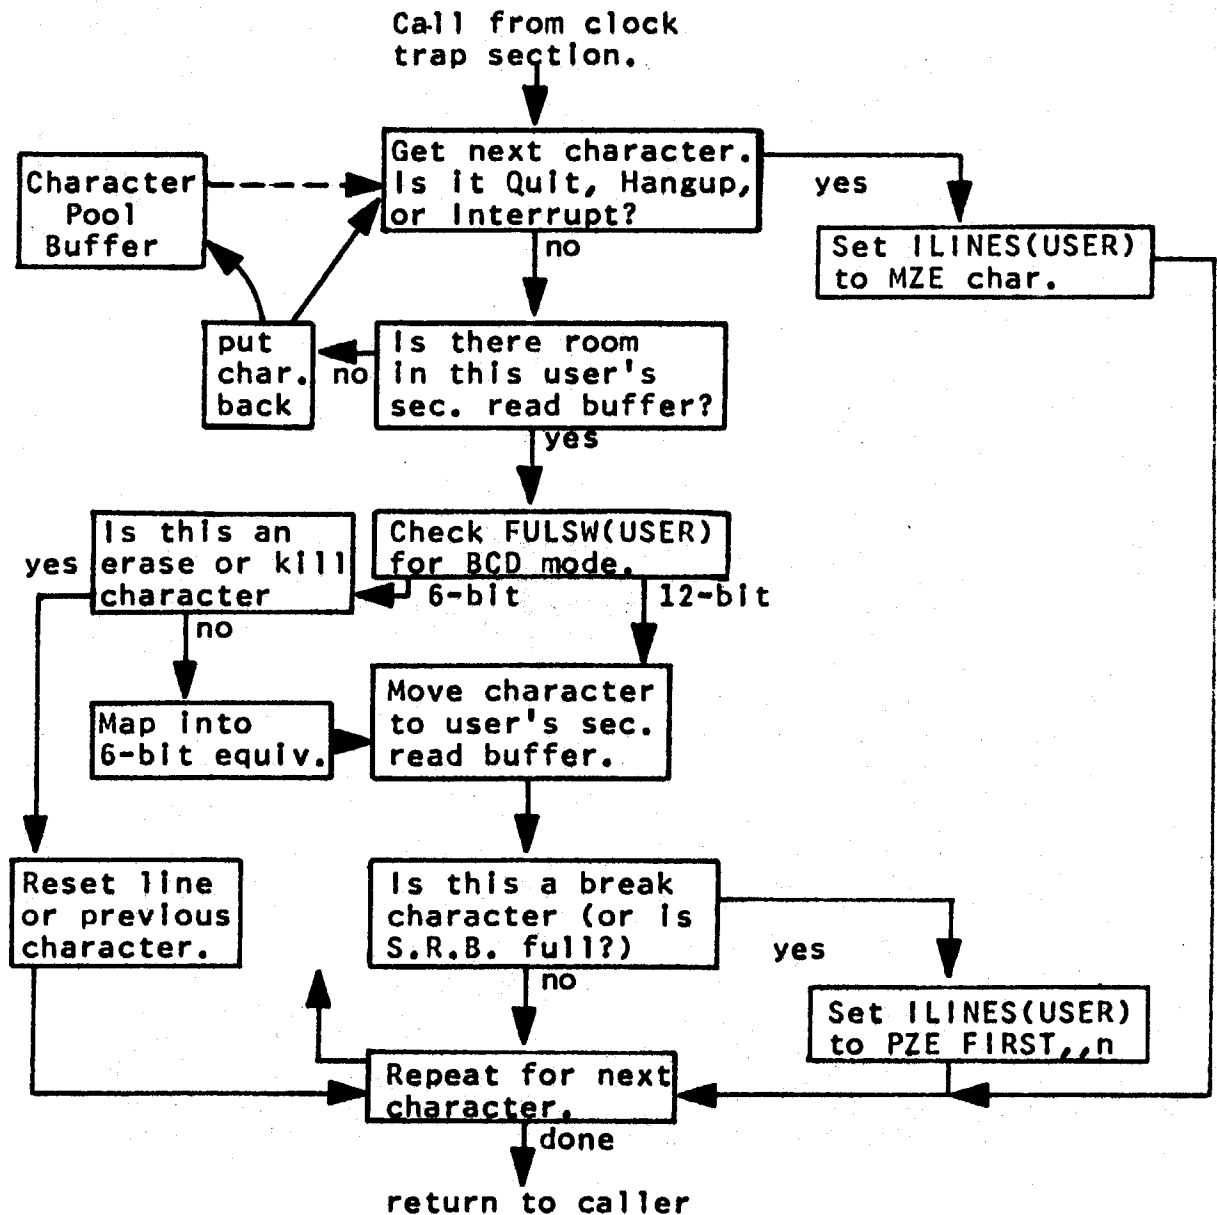 Call from clock
trap section.
Get next character.
Is it Quit, Hangup,
or Interrupt?
Character
Pool
Buffer
yes
Set ILINES(USER)
to MZE char.
no
put
char.
back
no
Is there room
in this user's
sec. read buffer?
yes
Is this an
erase or kill
character
yes
Check FULSW(USER)
for BCD mode.
6-bit
12-bit
no
Map into
6-bit equiv.
Move character
to user's sec.
read buffer.
Reset line
or previous
character.
Is this a break
character (or is
S.R.B. full?)
yes
no
Set ILINES(USER)
to PZE FIRST,,n
Repeat for next
character.
done
return to caller